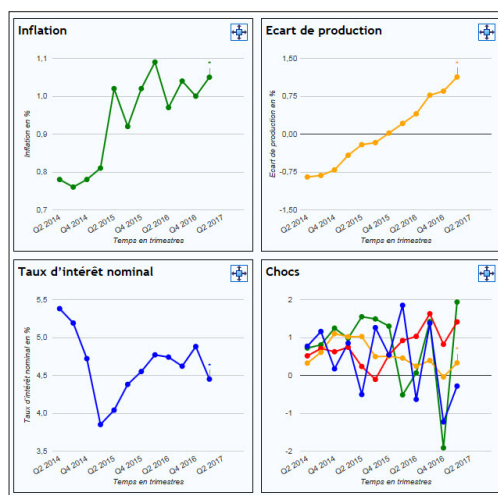 Inflation
1,1
1,0
0,9
0,8
0,7
Inflation en %
Q2 2014
Q4 2014
Q2 2015
Q4 2015
Q2 2016
Q4 2016
Q2 2017
Temps en trimestres
Ecart de production
1,50
0,75
0,00
-0,75
-1,50
Ecart de production en %
Q2 2014
Q4 2014
Q2 2015
Q4 2015
Q2 2016
Q4 2016
Q2 2017
Temps en trimestres
Taux d'intérêt nominal
5,5
5,0
4,5
4,0
3,5
Taux d'intérêt nominal en %
Q2 2014
Q4 2014
Q2 2015
Q4 2015
Q2 2016
Q4 2016
Q2 2017
Temps en trimestres
Chocs
2
1
0
-1
-2
Q2 2014
Q4 2014
Q2 2015
Q4 2015
Q2 2016
Q4 2016
Q2 2017
Temps en trimestres